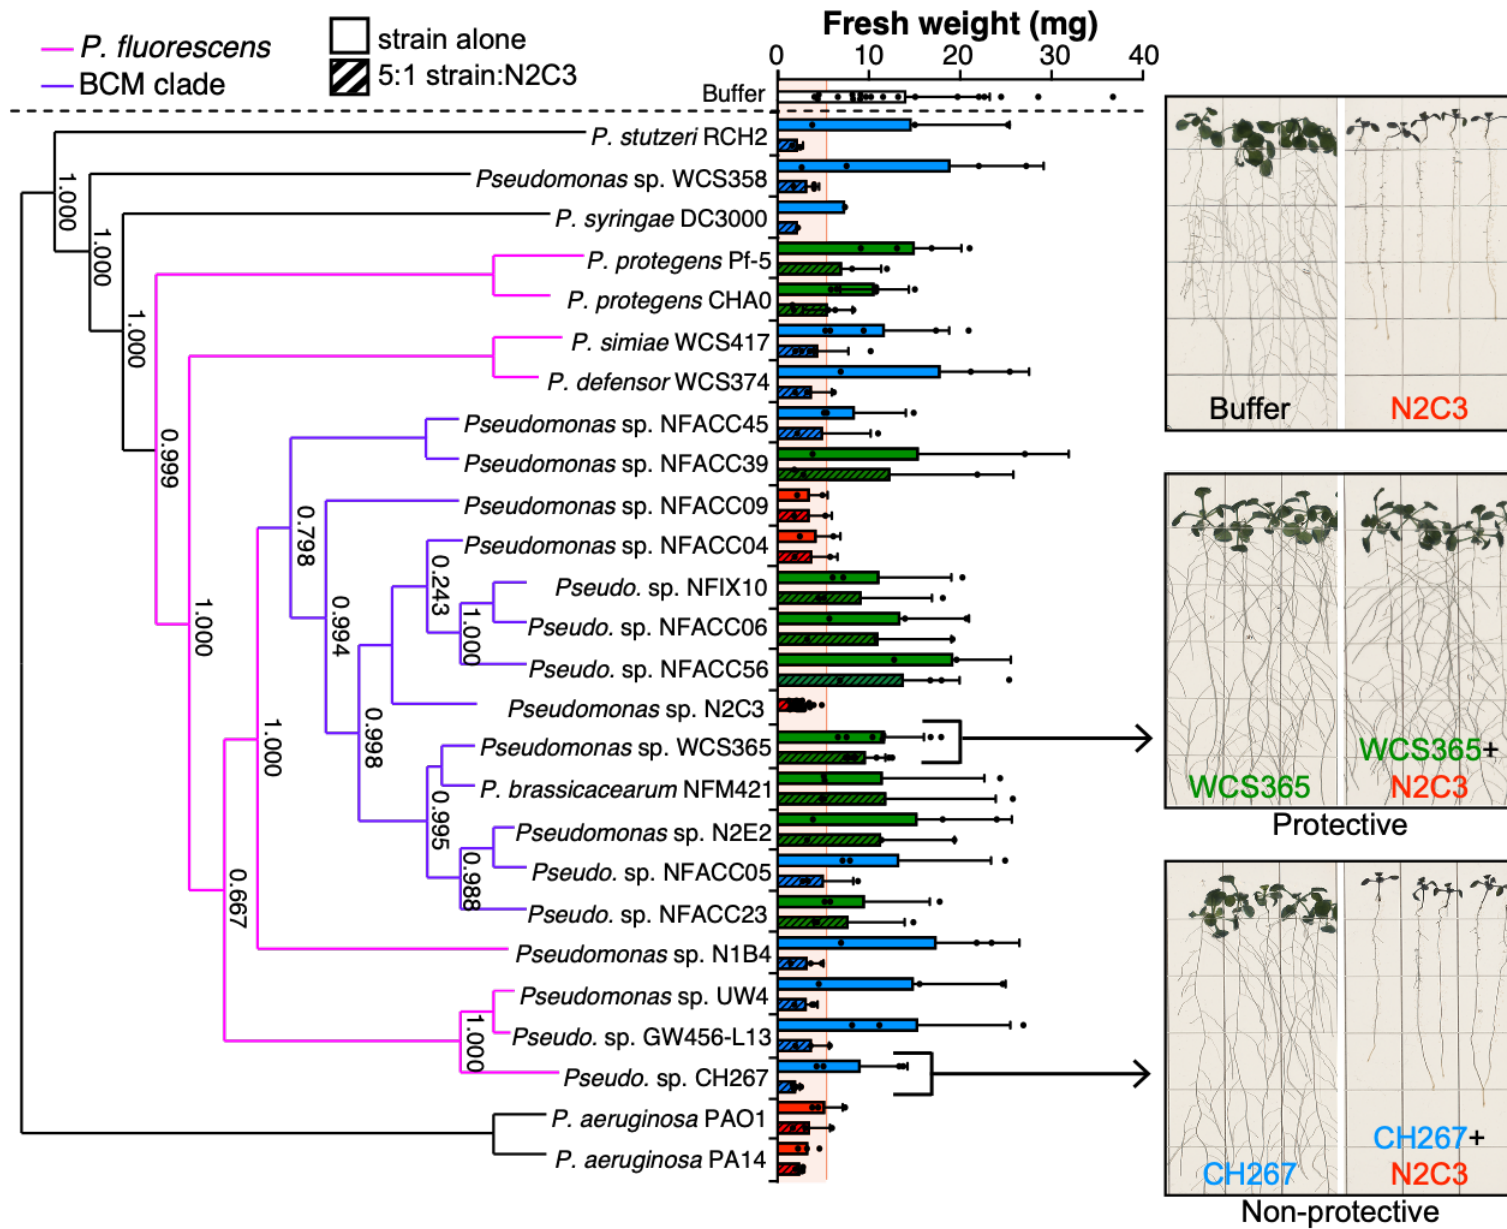 P. fluorescens
BCM clade
strain alone
5:1 strain:N2C3
Fresh weight (mg)
0 10 20 30 40
Buffer
P. stutzeri RCH2
Pseudomonas sp. WCS358
P. syringae DC3000
P. protegens Pf-5
P. protegens CHA0
P. simiae WCS417
P. defensor WCS374
Pseudomonas sp. NFACC45
Pseudomonas sp. NFACC39
Pseudomonas sp. NFACC09
Pseudomonas sp. NFACC04
Pseudo. sp. NFIX10
Pseudo. sp. NFACC06
Pseudo. sp. NFACC56
Pseudomonas sp. N2C3
Pseudomonas sp. WCS365
P. brassicacearum NFM421
Pseudomonas sp. N2E2
Pseudo. sp. NFACC05
Pseudo. sp. NFACC23
Pseudomonas sp. N1B4
Pseudomonas sp. UW4
Pseudo. sp. GW456-L13
Pseudo. sp. CH267
P. aeruginosa PAO1
P. aeruginosa PA14
1.000
1.000
1.000
0.999
1.000
0.667
1.000
0.798
0.994
0.998
0.243
1.000
0.995
0.988
1.000
Buffer
N2C3
WCS365
WCS365+
N2C3
Protective
CH267
CH267+
N2C3
Non-protective